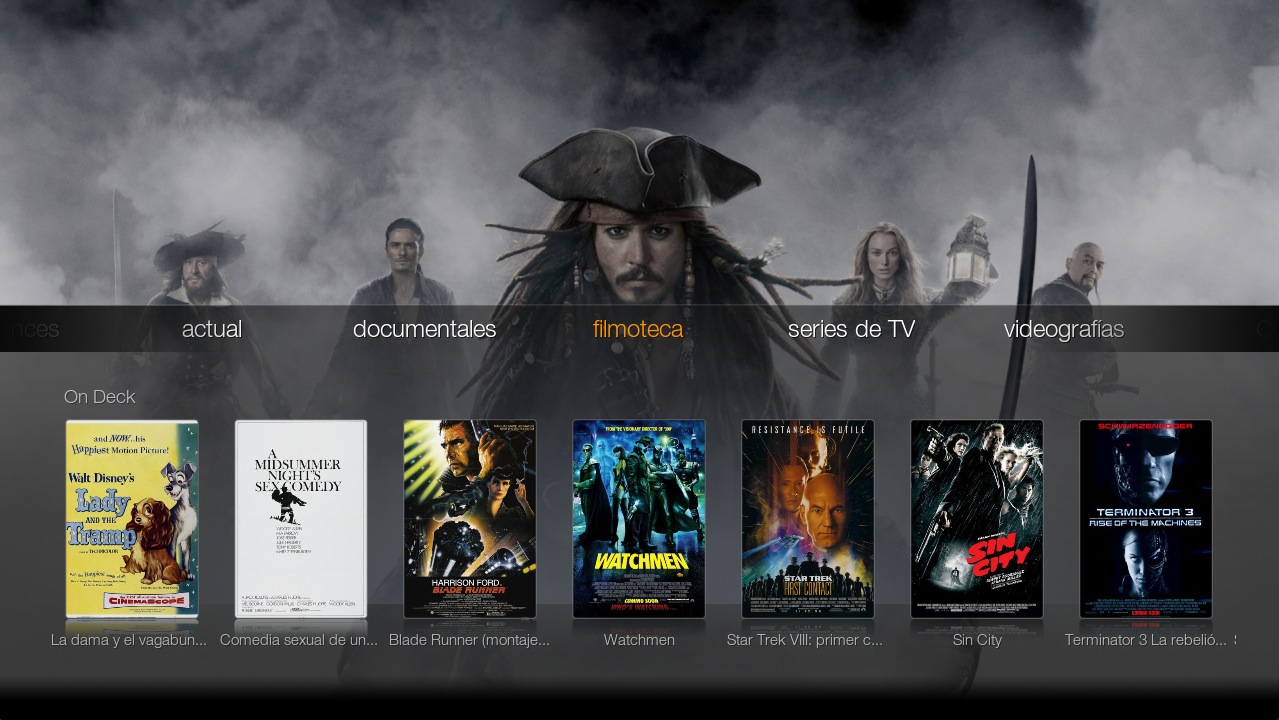 actual
documentales
filmoteca
series de TV
videografías
On Deck
and NOW...his
Happiest Motion Picture!
Walt Disney's
Lady
AND THE
Tramp
CINEMASCOPE
A
MIDSUMMER
NIGHT'S
SEX COMEDY
HARRISON FORD
BLADE RUNNER
FROM THE VISIONARY DIRECTOR OF "300"
WATCHMEN
COMING SOON
WHO'S WATCHING
RESISTANCE IS FUTILE
STAR TREK
FIRST CONTACT
SIN
CITY
SCHWARZENEGGER
TERMINATOR 3
RISE OF THE MACHINES
COMING SOON
La dama y el vagabun...
Comedia sexual de un...
Blade Runner (montaje...
Watchmen
Star Trek VIII: primer c...
Sin City
Terminator 3 La rebelió...